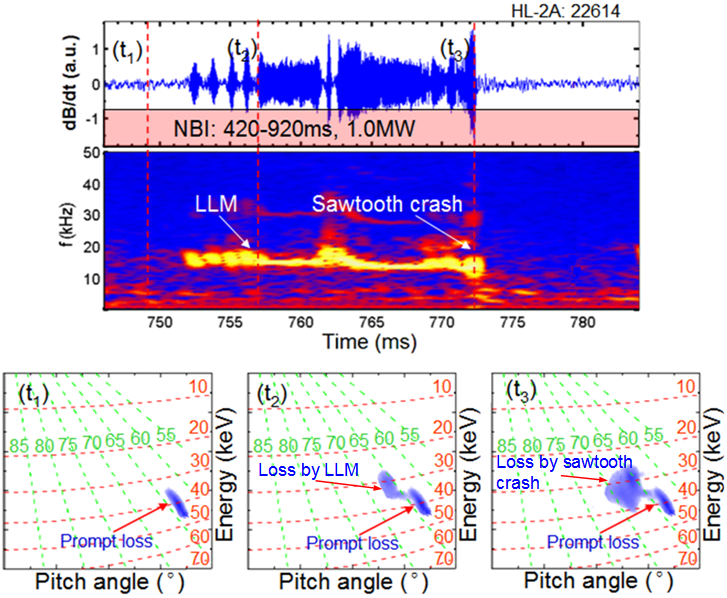 HL-2A: 22614
dB/dt (a.u.)
1
0
-1
(t1)
(t2)
(t3)
NBI: 420-920ms, 1.0MW
f (kHz)
50
40
30
20
10
LLM
Sawtooth crash
750
755
760
765
770
775
780
Time (ms)
(t1)
10
20
30
40
50
60
70
85 80 75 70 65 60 55
Prompt loss
Energy (keV)
Pitch angle (°)
(t2)
10
20
30
40
50
60
70
85 80 75 70 65 60 55
Loss by LLM
Prompt loss
Energy (keV)
Pitch angle (°)
(t3)
10
20
30
40
50
60
70
85 80 75 70 65 60 55
Loss by sawtooth
crash
Prompt loss
Energy (keV)
Pitch angle (°)